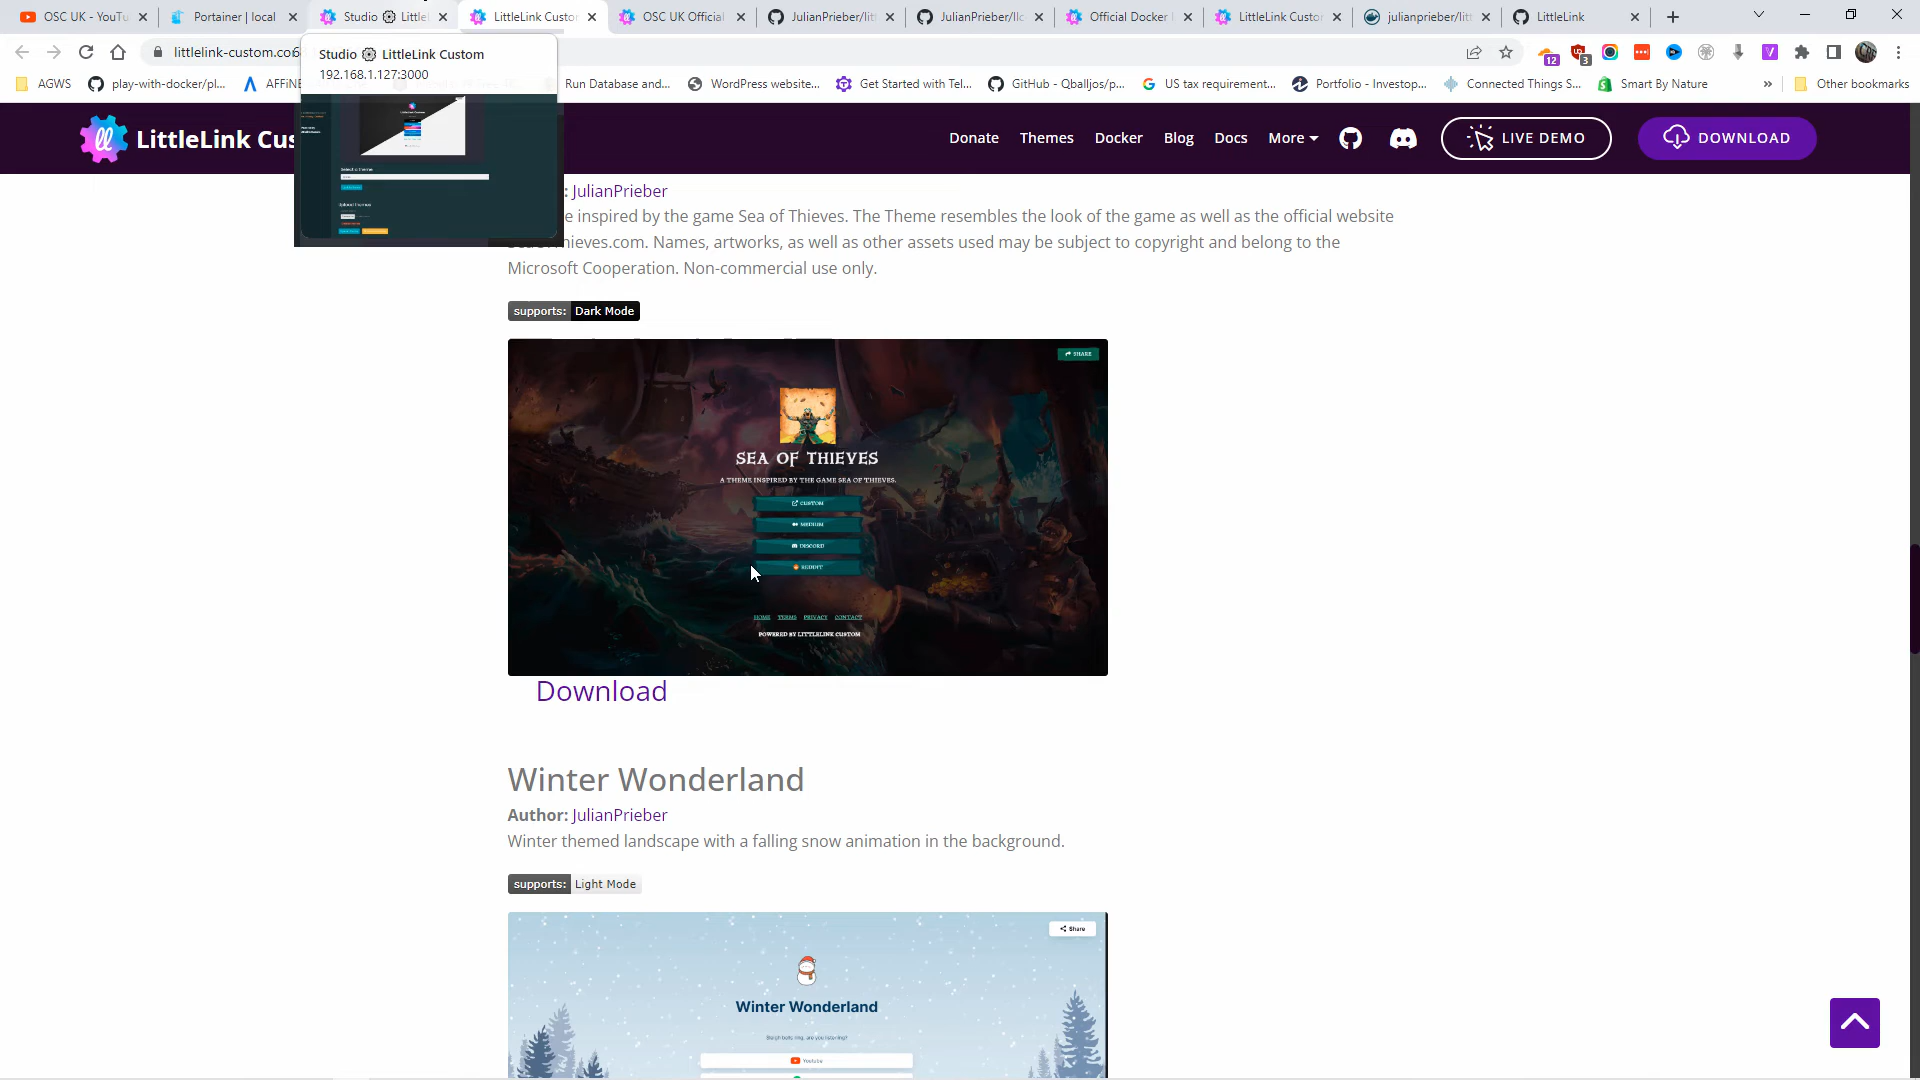 OSC UK - YouTu
Portainer | local
Studio ⚙ Little
LittleLink Custo
OSC UK Official
JulianPrieber/litt
JulianPrieber/llc
Official Docker
LittleLink Custo
julianprieber/litt
LittleLink
littlelink-custom.co
12
3
Studio ⚙ LittleLink Custom
192.168.1.127:3000
AGWS
play-with-docker/pl...
AFFiNE
Run Database and...
WordPress website...
Get Started with Tel...
GitHub - Qballjos/p...
US tax requirement...
Portfolio - Investop...
Connected Things S...
Smart By Nature
»
Other bookmarks
LittleLink Cus
Donate
Themes
Docker
Blog
Docs
More
LIVE DEMO
DOWNLOAD
: JulianPrieber
e inspired by the game Sea of Thieves. The Theme resembles the look of the game as well as the official website
hieves.com. Names, artworks, as well as other assets used may be subject to copyright and belong to the
Microsoft Cooperation. Non-commercial use only.
supports: Dark Mode
SHARE
SEA OF THIEVES
A THEME INSPIRED BY THE GAME SEA OF THIEVES.
CUSTOM
MEDIUM
DISCORD
REDDIT
HOME TERMS PRIVACY CONTACT
POWERED BY LITTLELINK CUSTOM
Download
Winter Wonderland
Author: JulianPrieber
Winter themed landscape with a falling snow animation in the background.
supports: Light Mode
Share
Winter Wonderland
Sleigh bells ring, are you listening?
Youtube